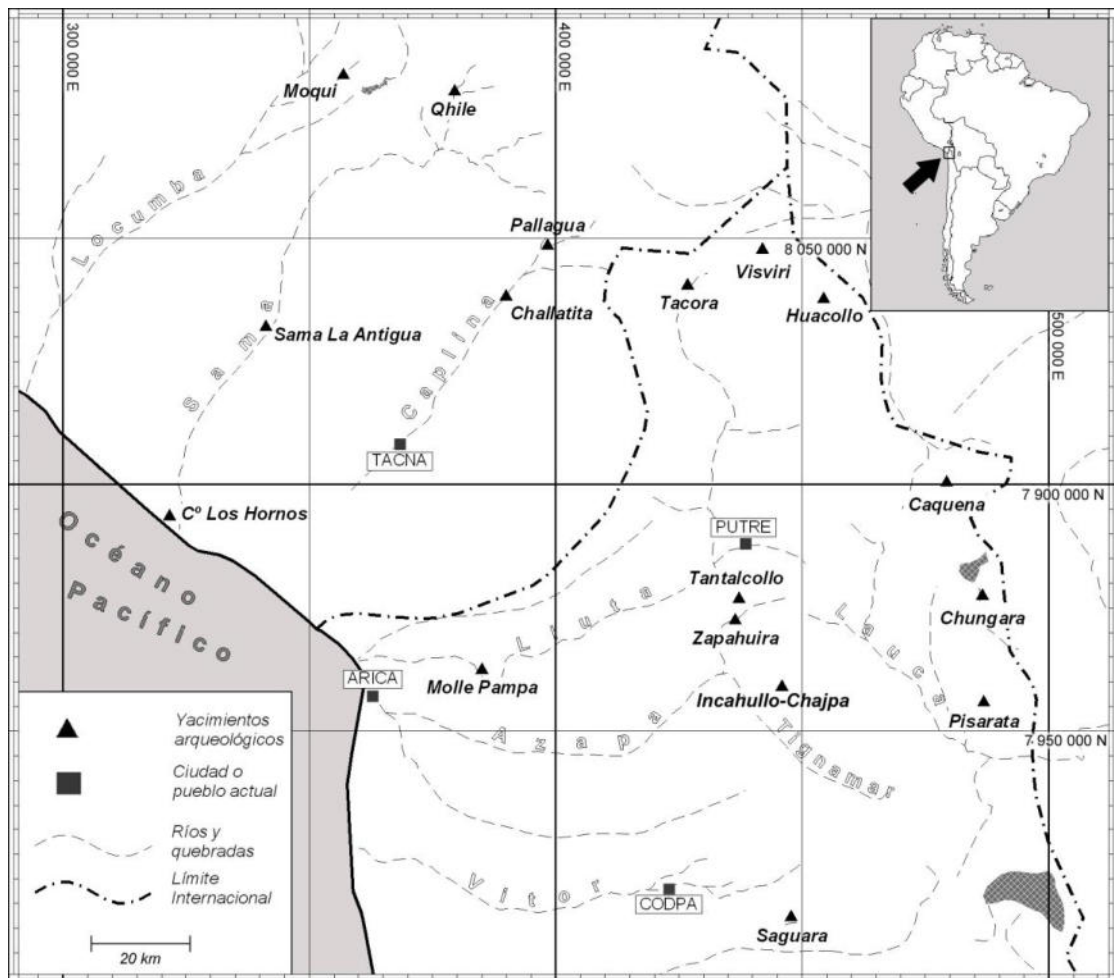 300 000 E
400 000 E
Moqui
Qhile
Locumba
Pallagua
8 050 000 N
Visviri
Tacora
Huacollo
Challatita
Caplina
Sama La Antigua
Sama
500 000 E
TACNA
7 900 000 N
Caquena
Cº Los Hornos
PUTRE
Océano
Pacífico
Tantalcollo
Zapahuira
Lluta
Lauca
Chungara
ARICA
Molle Pampa
Incahullo-Chajpa
Pisarata
Azapa
Tignamar
7 950 000 N
Vitor
CODPA
Saguara
Yacimientos
arqueológicos
Ciudad o
pueblo actual
Ríos y
quebradas
Límite
Internacional
20 km